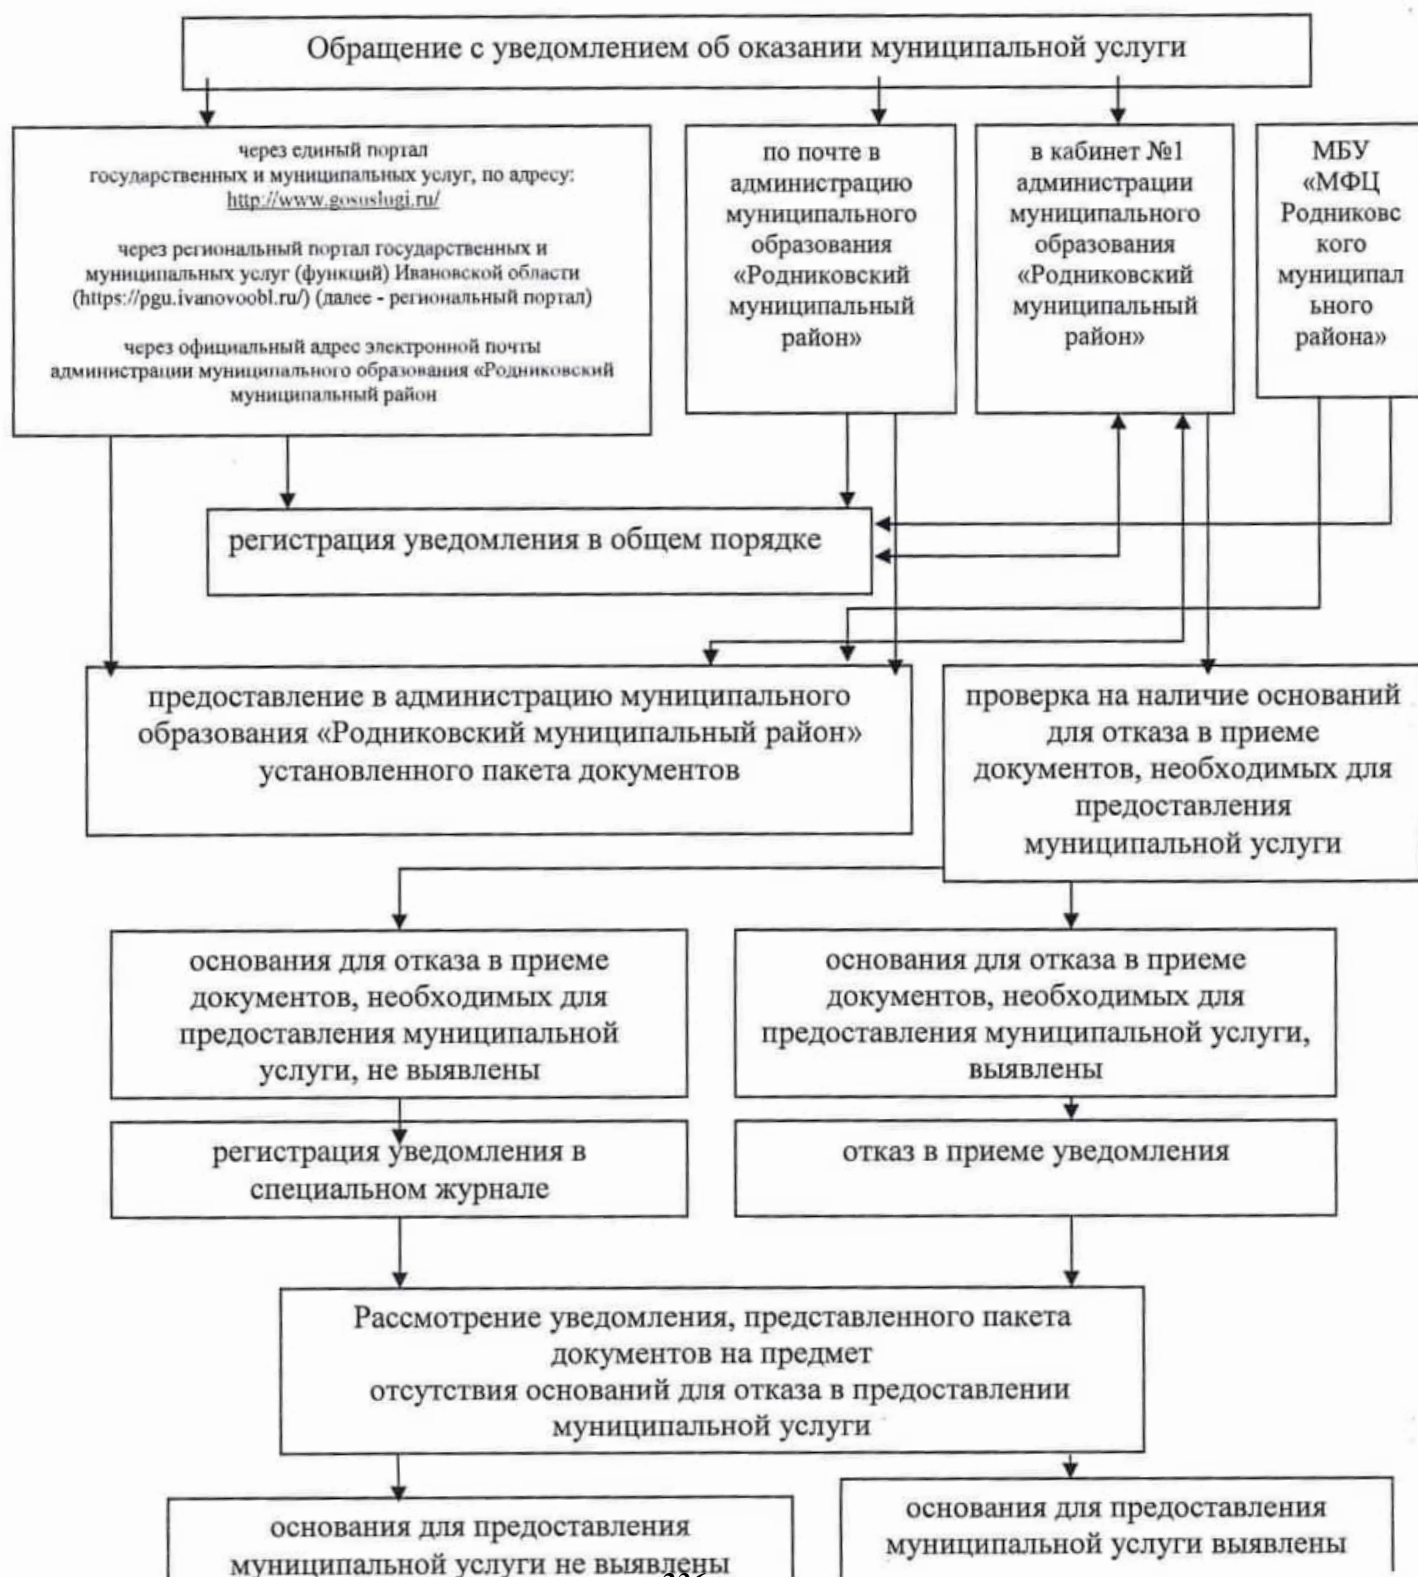 Обращение с уведомлением об оказании муниципальной услуги
через единый портал
государственных и муниципальных услуг, по адресу:
http://www.gosuslugi.ru/
через региональный портал государственных и
муниципальных услуг (функций) Ивановской области
(https://pgu.ivanovoobl.ru/) (далее - региональный портал)
через официальный адрес электронной почты
администрации муниципального образования «Родниковский
муниципальный район
по почте в
администрацию
муниципального
образования
«Родниковский
муниципальный
район»
в кабинет №1
администрации
муниципального
образования
«Родниковский
муниципальный
район»
МБУ
«МФЦ
Родниковс
кого
муниципал
ьного
района»
регистрация уведомления в общем порядке
предоставление в администрацию муниципального
образования «Родниковский муниципальный район»
установленного пакета документов
проверка на наличие оснований
для отказа в приеме
документов, необходимых для
предоставления
муниципальной услуги
основания для отказа в приеме
документов, необходимых для
предоставления муниципальной
услуги, не выявлены
основания для отказа в приеме
документов, необходимых для
предоставления муниципальной услуги,
выявлены
регистрация уведомления в
специальном журнале
отказ в приеме уведомления
Рассмотрение уведомления, представленного пакета
документов на предмет
отсутствия оснований для отказа в предоставлении
муниципальной услуги
основания для предоставления
муниципальной услуги не выявлены
основания для предоставления
муниципальной услуги выявлены